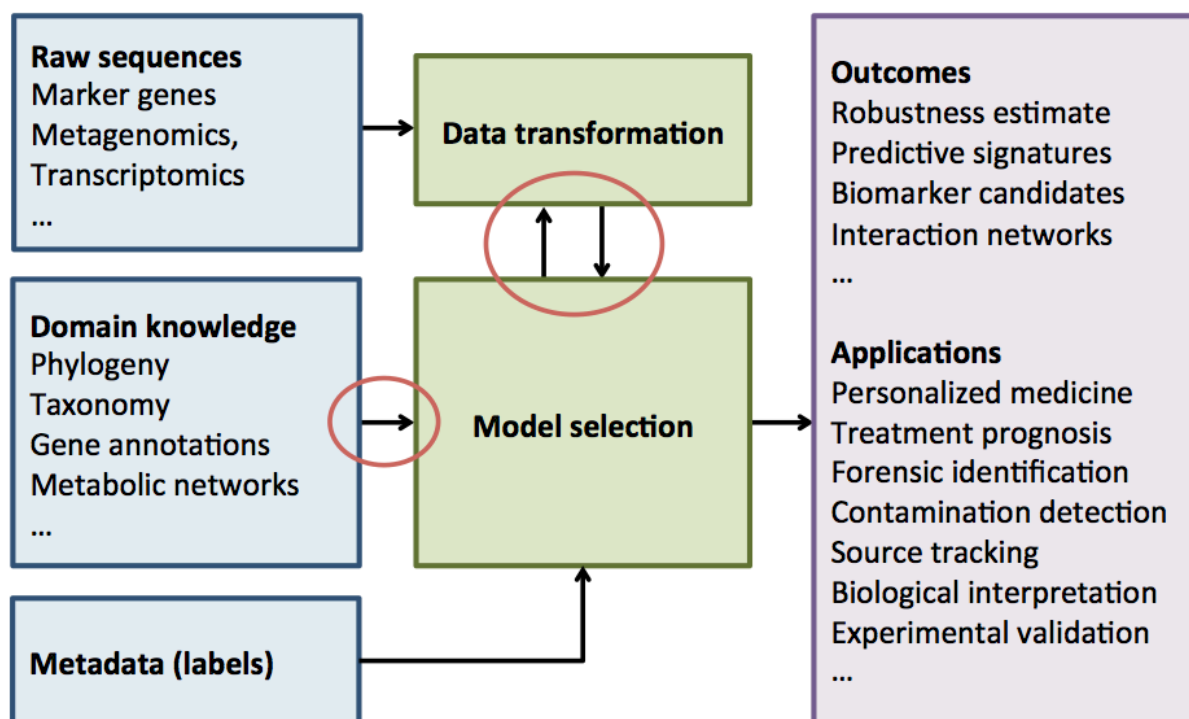 Raw sequences
Marker genes
Metagenomics,
Transcriptomics
...
Data transformation
Domain knowledge
Phylogeny
Taxonomy
Gene annotations
Metabolic networks
...
Model selection
Metadata (labels)
Outcomes
Robustness estimate
Predictive signatures
Biomarker candidates
Interaction networks
...
Applications
Personalized medicine
Treatment prognosis
Forensic identification
Contamination detection
Source tracking
Biological interpretation
Experimental validation
...